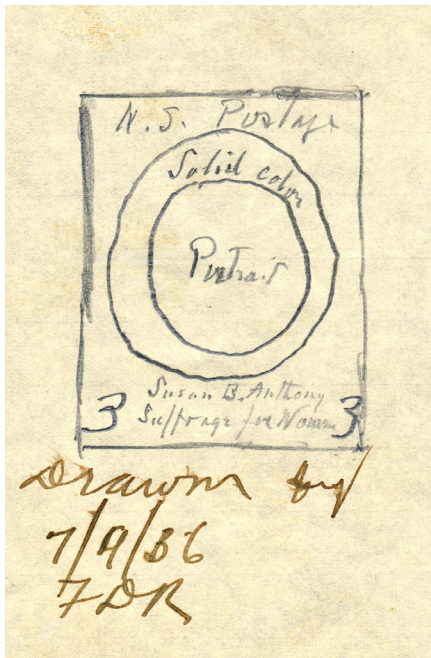 U.S. Postage
Solid color
Portrait
Susan B. Anthony
3 Suffrage for Women 3
Drawn by
7/9/36
FDR